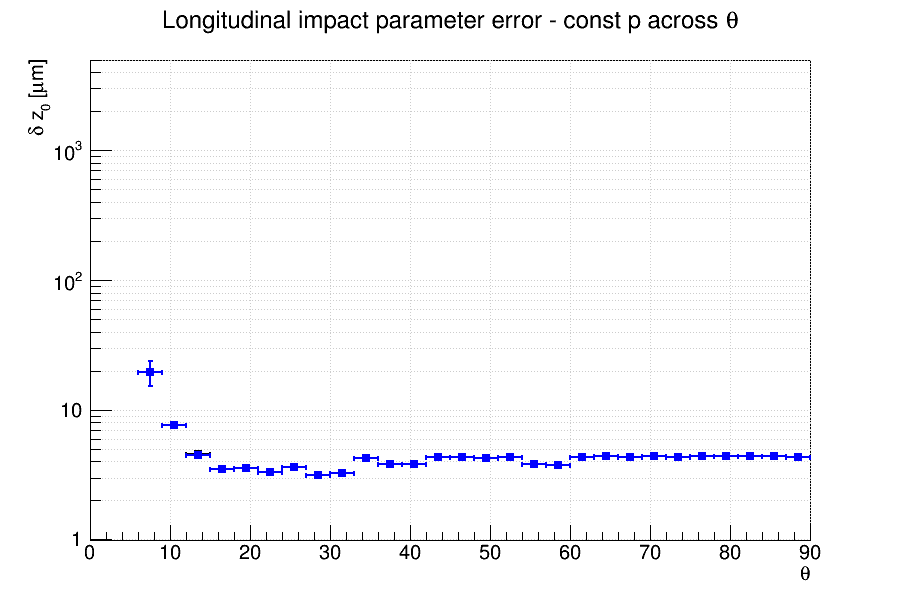 Longitudinal impact parameter error - const p across θ
δ z₀ [μm]
10³
10²
10
1
0 10 20 30 40 50 60 70 80 90
θ